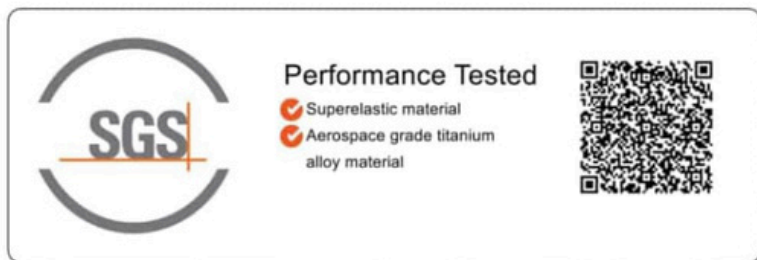 SGS
Performance Tested
Superelastic material
Aerospace grade titanium
alloy material